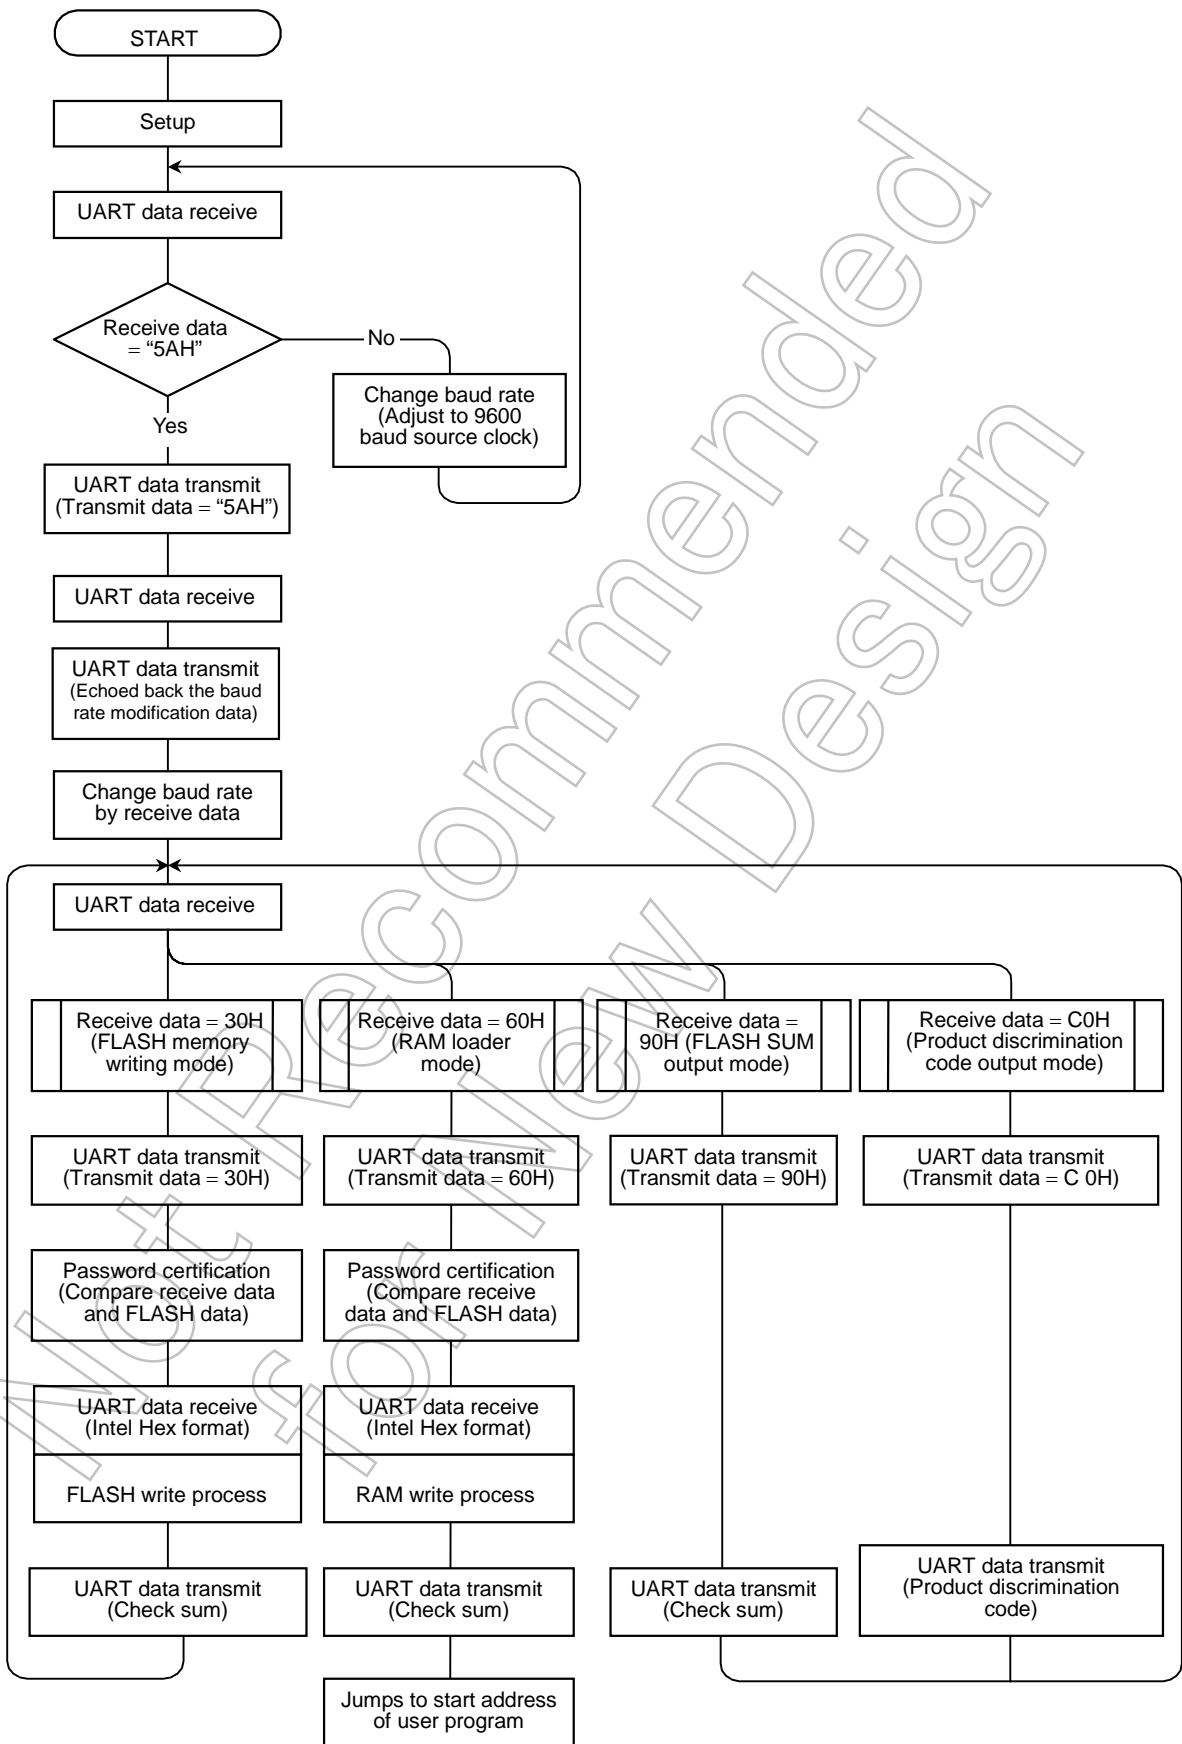 START
Setup
UART data receive
Receive data
= “5AH”
No
Change baud rate
(Adjust to 9600
baud source clock)
Yes
UART data transmit
(Transmit data = “5AH”)
UART data receive
UART data transmit
(Echoed back the baud
rate modification data)
Change baud rate
by receive data
UART data receive
Receive data = 30H
(FLASH memory
writing mode)
Receive data = 60H
(RAM loader
mode)
Receive data =
90H (FLASH SUM
output mode)
Receive data = C0H
(Product discrimination
code output mode)
UART data transmit
(Transmit data = 30H)
UART data transmit
(Transmit data = 60H)
UART data transmit
(Transmit data = 90H)
UART data transmit
(Transmit data = C 0H)
Password certification
(Compare receive data
and FLASH data)
Password certification
(Compare receive
data and FLASH data)
UART data receive
(Intel Hex format)
FLASH write process
UART data receive
(Intel Hex format)
RAM write process
UART data transmit
(Check sum)
UART data transmit
(Check sum)
UART data transmit
(Check sum)
UART data transmit
(Product discrimination
code)
Jumps to start address
of user program
Not Recommended
for New Design